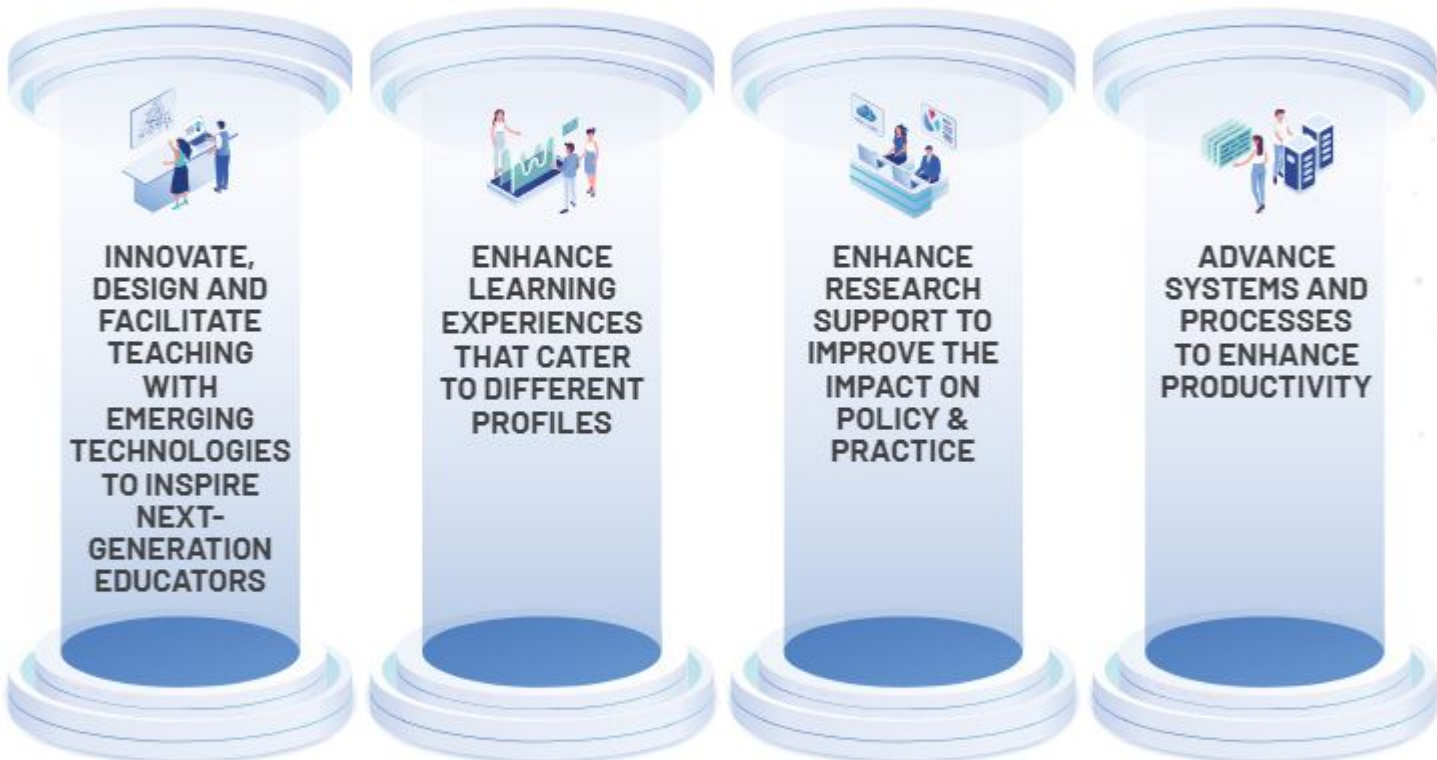 INNOVATE,
DESIGN AND
FACILITATE
TEACHING
WITH
EMERGING
TECHNOLOGIES
TO INSPIRE
NEXT-
GENERATION
EDUCATORS
ENHANCE
LEARNING
EXPERIENCES
THAT CATER
TO DIFFERENT
PROFILES
ENHANCE
RESEARCH
SUPPORT TO
IMPROVE THE
IMPACT ON
POLICY &
PRACTICE
ADVANCE
SYSTEMS AND
PROCESSES
TO ENHANCE
PRODUCTIVITY